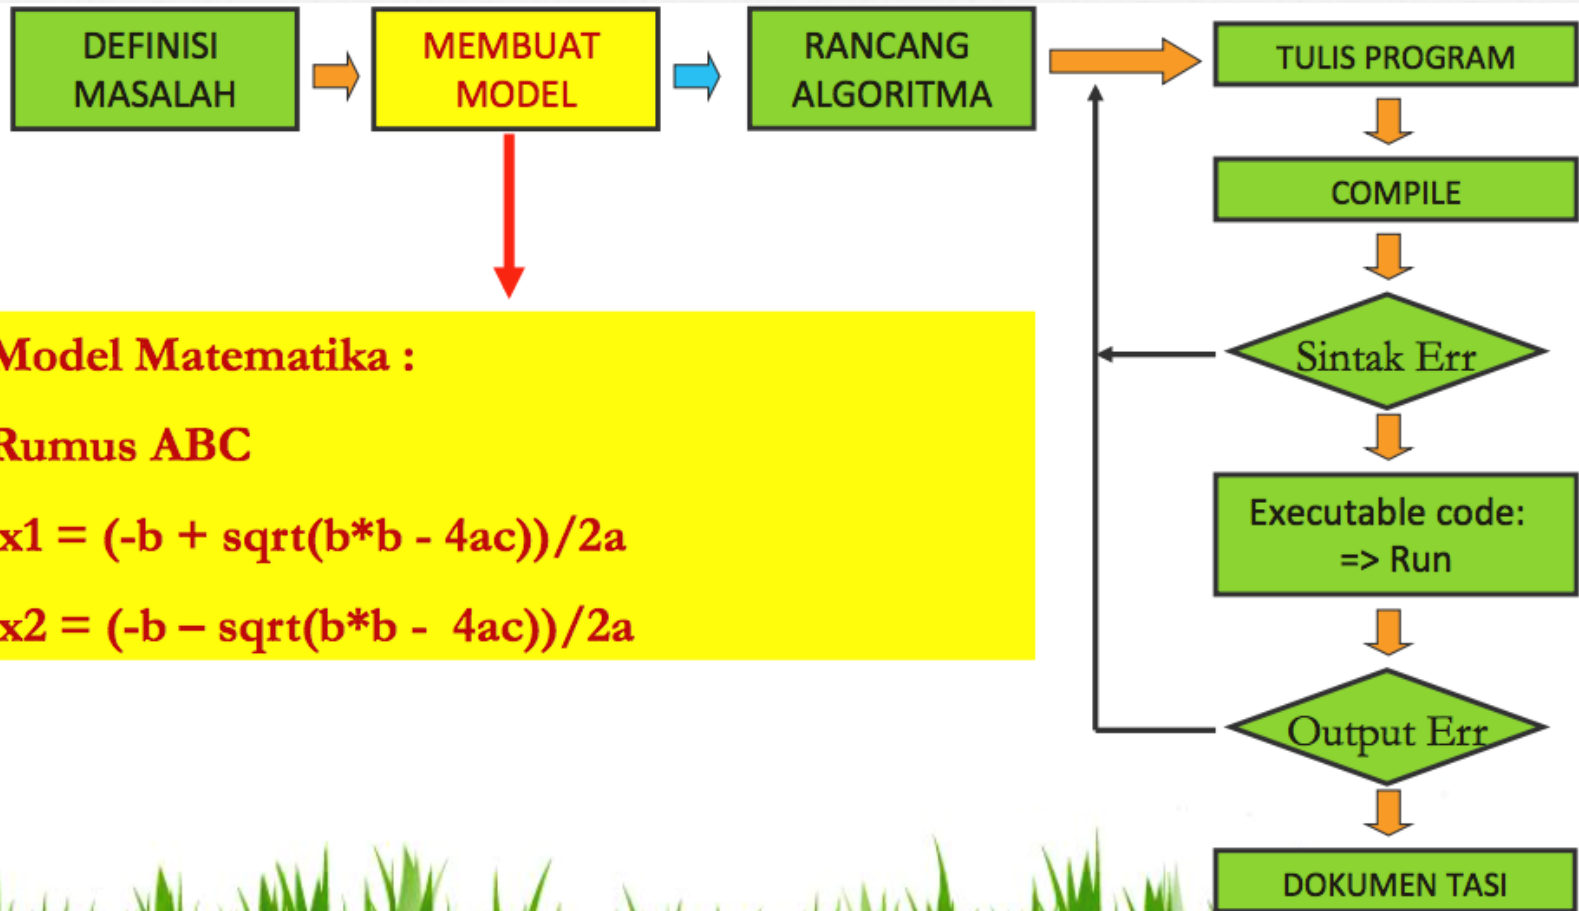 DEFINISI
MASALAH
MEMBUAT
MODEL
RANCANG
ALGORITMA
TULIS PROGRAM
COMPILE
Sintak Err
Executable code:
=> Run
Output Err
DOKUMEN TASI
Model Matematika :
Rumus ABC
x1 = (-b + sqrt(b*b - 4ac))/2a
x2 = (-b – sqrt(b*b - 4ac))/2a